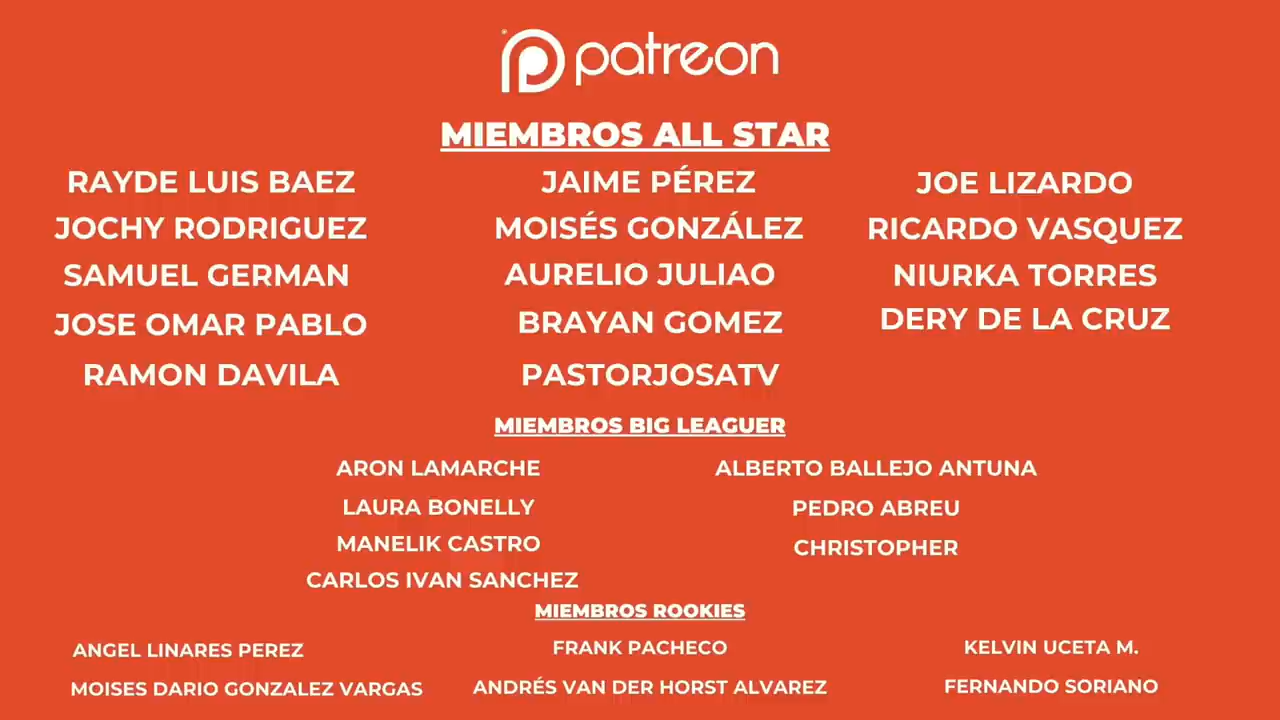 patreon
MIEMBROS ALL STAR
RAYDE LUIS BAEZ
JOCHY RODRIGUEZ
SAMUEL GERMAN
JOSE OMAR PABLO
RAMON DAVILA
JAIME PÉREZ
MOISÉS GONZÁLEZ
AURELIO JULIAO
BRAYAN GOMEZ
PASTORJOSATV
JOE LIZARDO
RICARDO VASQUEZ
NIURKA TORRES
DERY DE LA CRUZ
MIEMBROS BIG LEAGUER
ARON LAMARCHE
LAURA BONELLY
MANELIK CASTRO
CARLOS IVAN SANCHEZ
ALBERTO BALLEJO ANTUNA
PEDRO ABREU
CHRISTOPHER
MIEMBROS ROOKIES
ANGEL LINARES PEREZ
MOISES DARIO GONZALEZ VARGAS
FRANK PACHECO
ANDRÉS VAN DER HORST ALVAREZ
KELVIN UCETA M.
FERNANDO SORIANO